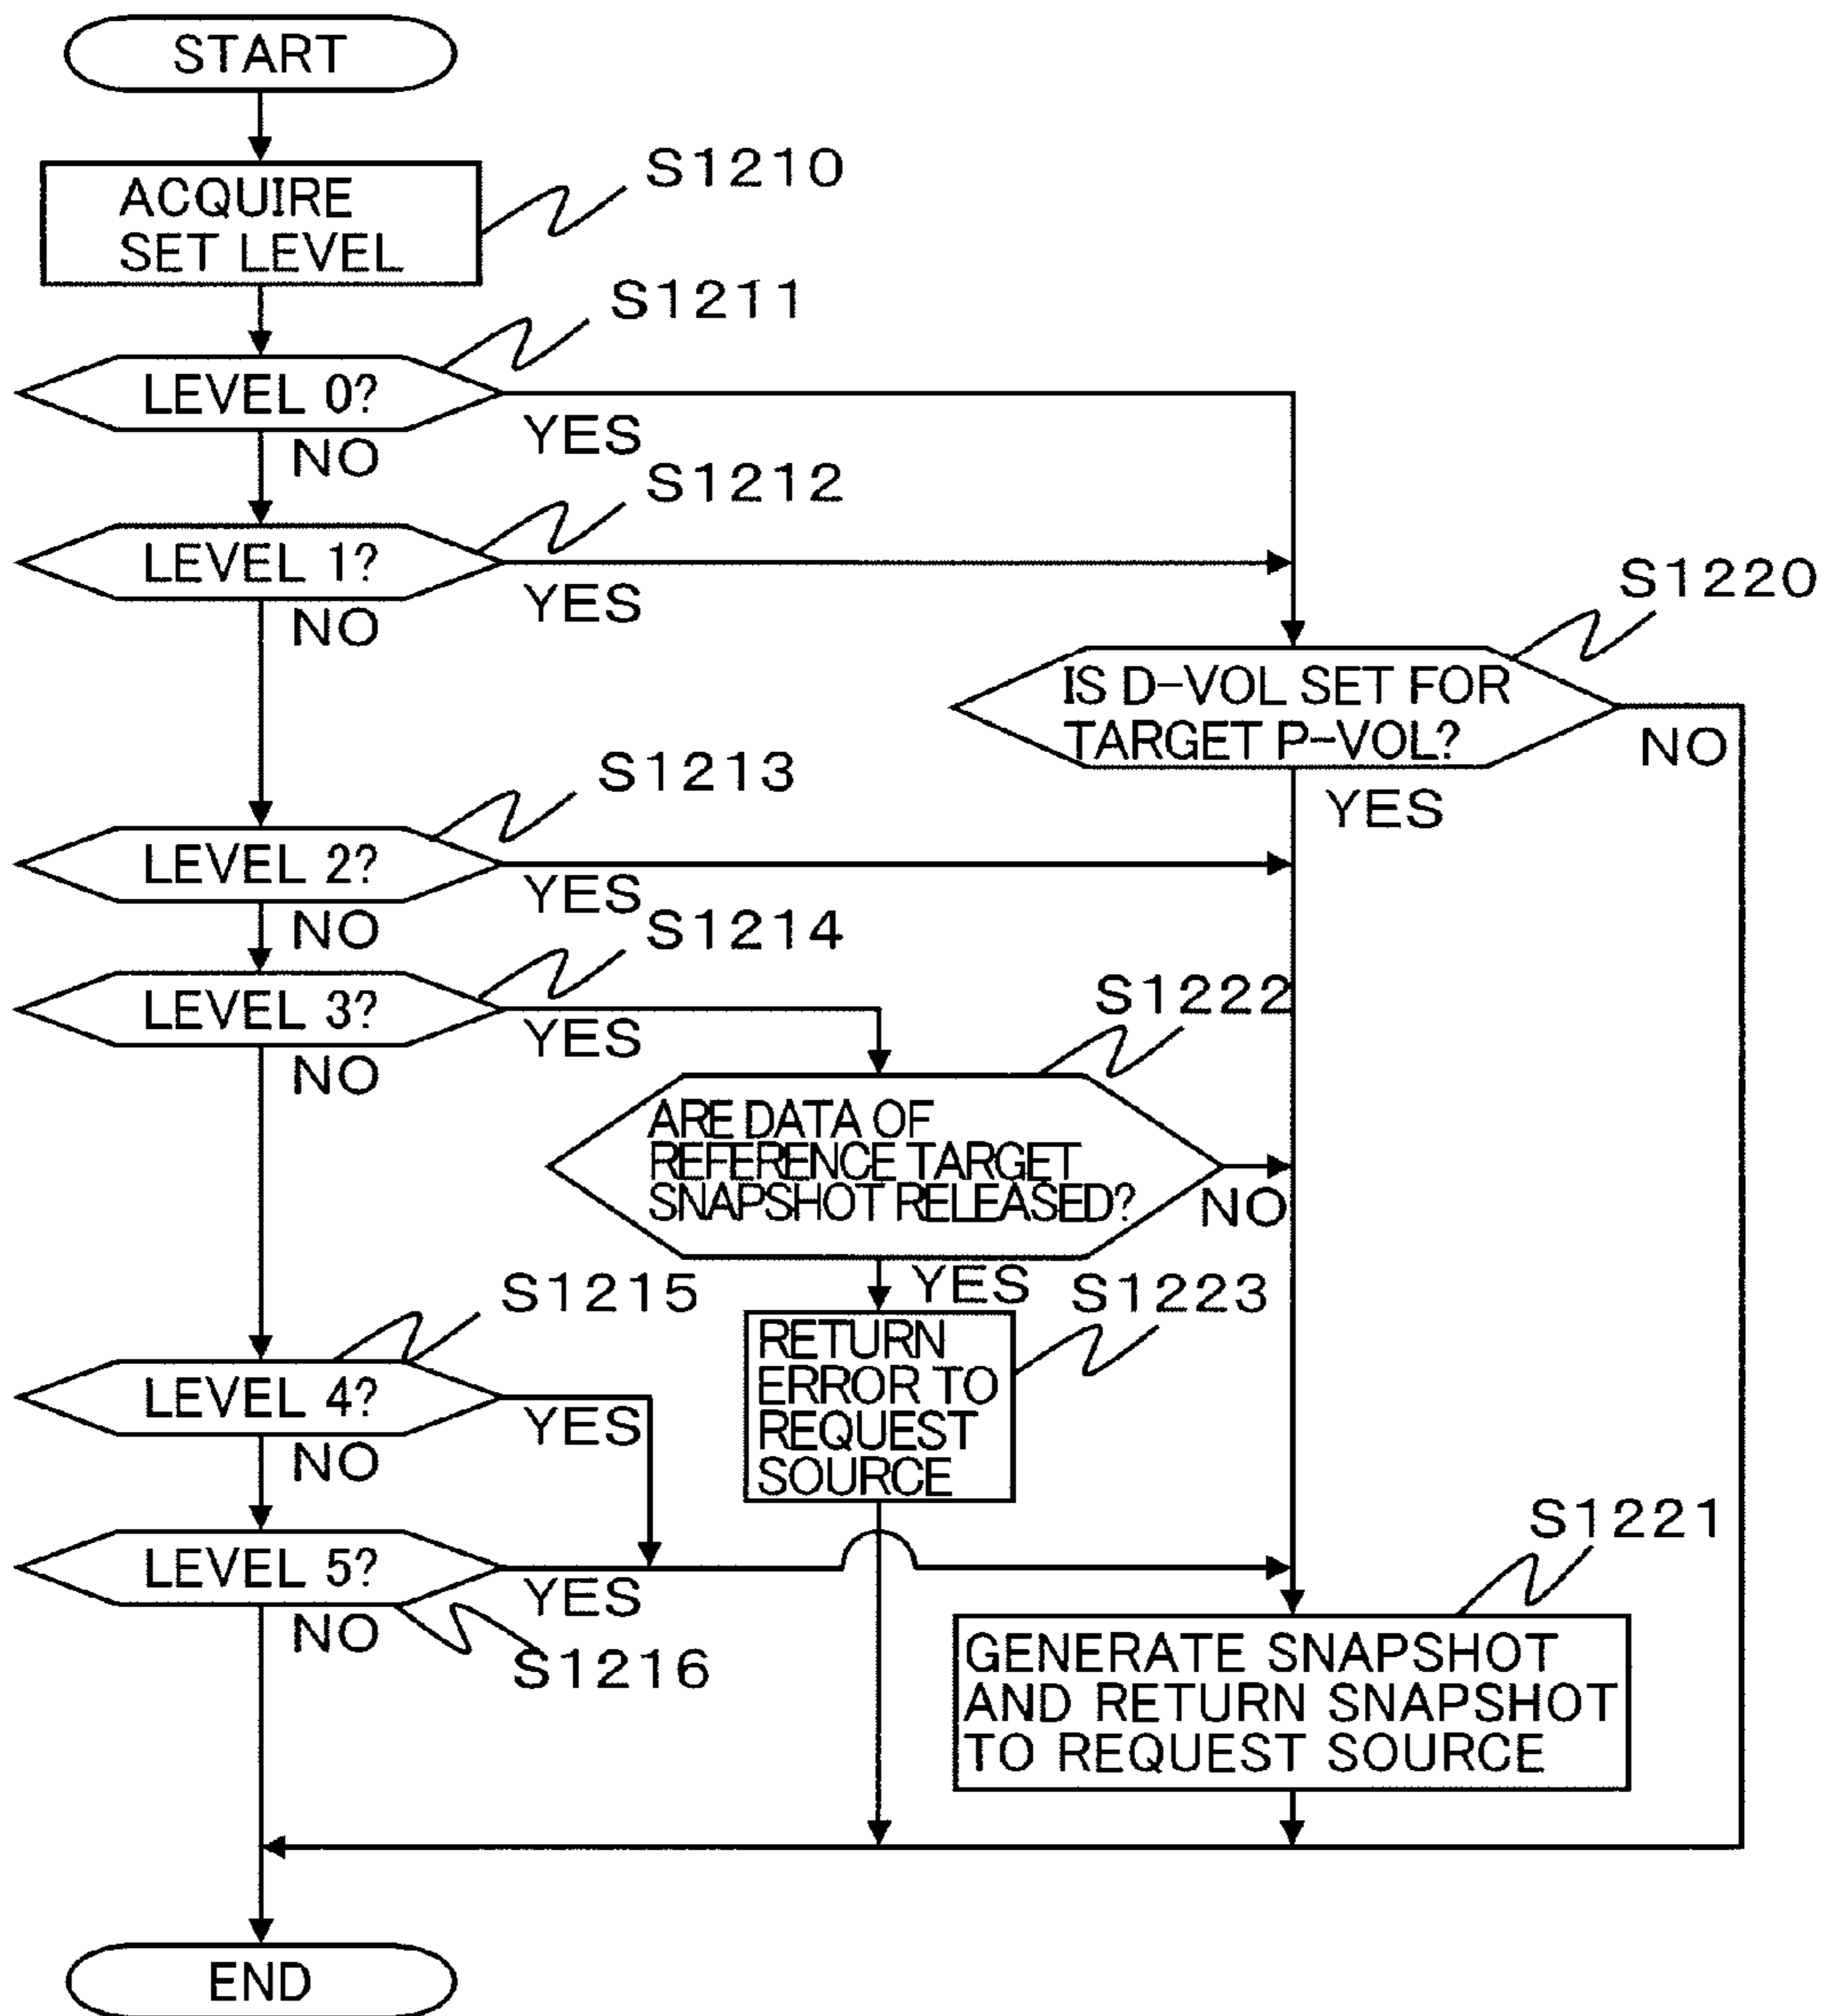 START
S1210
ACQUIRE
SET LEVEL
S1211
LEVEL 0?
YES
NO
S1212
LEVEL 1?
YES
NO
S1220
IS D-VOL SET FOR
TARGET P-VOL?
NO
YES
S1213
LEVEL 2?
YES
NO
S1214
LEVEL 3?
YES
NO
S1222
ARE DATA OF
REFERENCE TARGET
SNAPSHOT RELEASED?
NO
YES
S1215
S1223
LEVEL 4?
YES
NO
RETURN
ERROR TO
REQUEST
SOURCE
LEVEL 5?
YES
NO
S1216
S1221
GENERATE SNAPSHOT
AND RETURN SNAPSHOT
TO REQUEST SOURCE
END